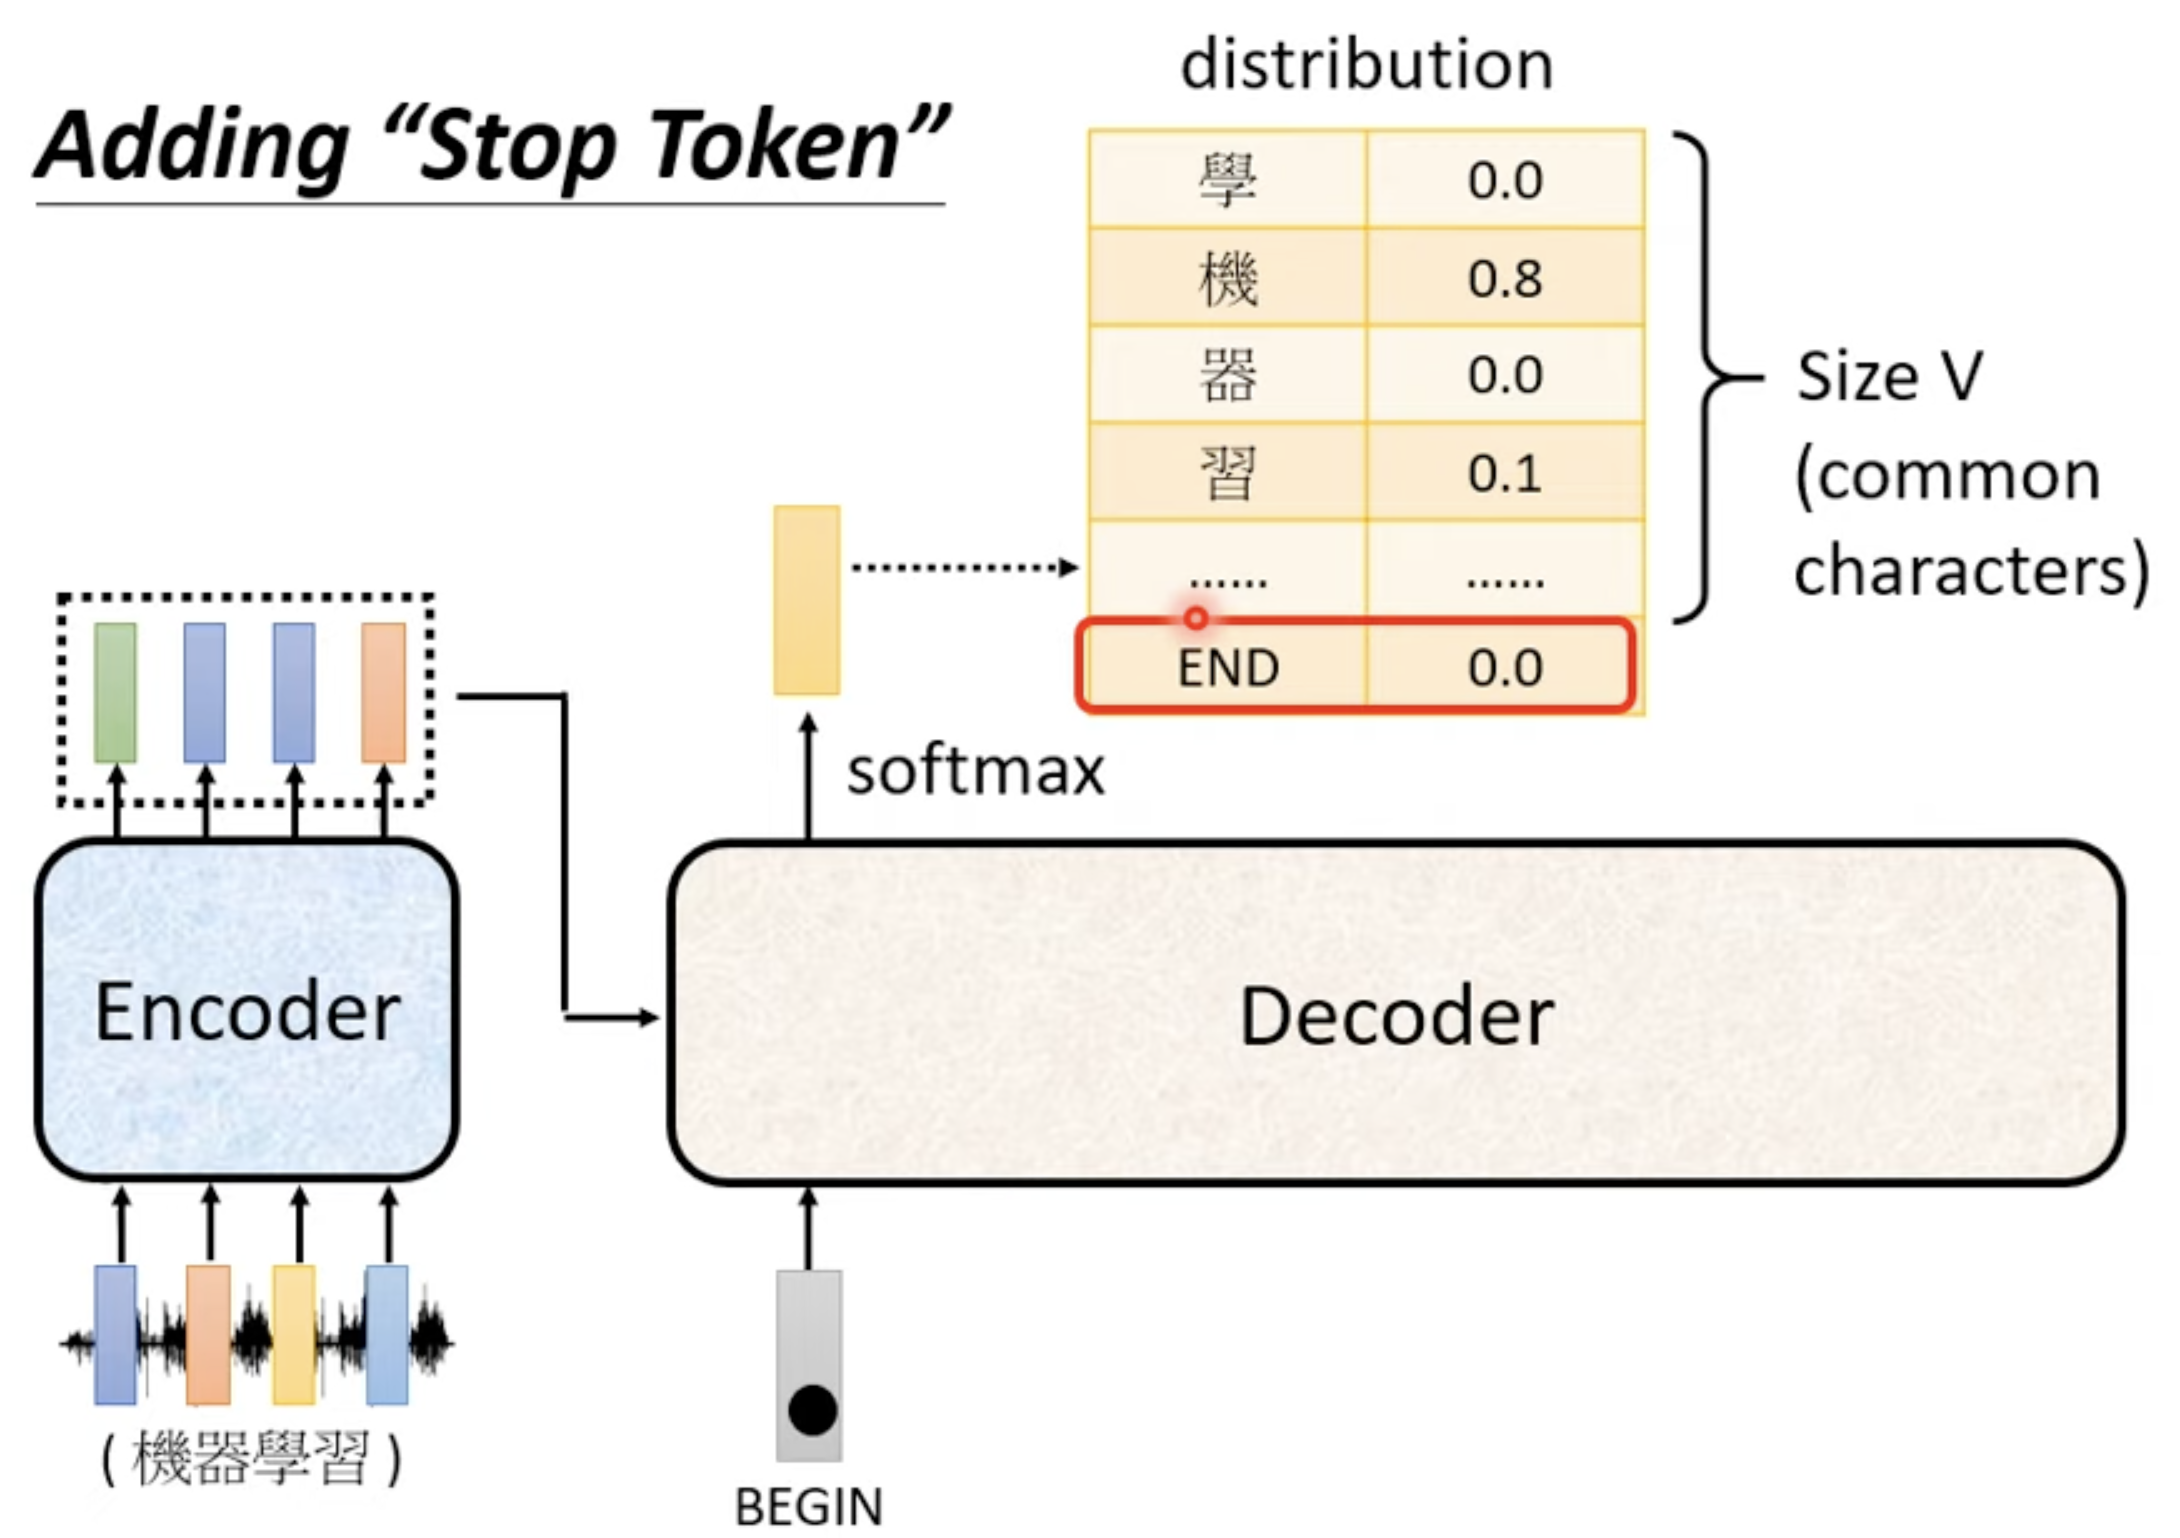 Adding “Stop Token”
distribution
學 0.0
機 0.8
器 0.0
習 0.1
...... ......
END 0.0
Size V
(common
characters)
softmax
Encoder
Decoder
(機器學習)
BEGIN